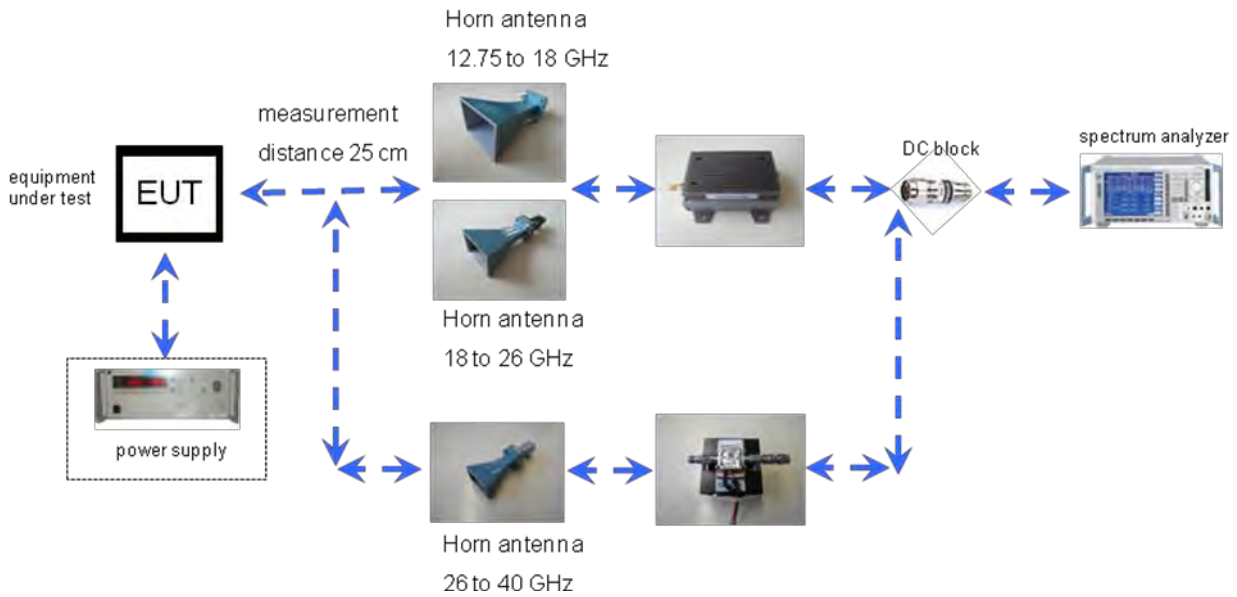 Horn antenna
12.75 to 18 GHz
measurement
distance 25 cm
equipment
under test
EUT
DC block
spectrum analyzer
Horn antenna
18 to 26 GHz
power supply
Horn antenna
26 to 40 GHz